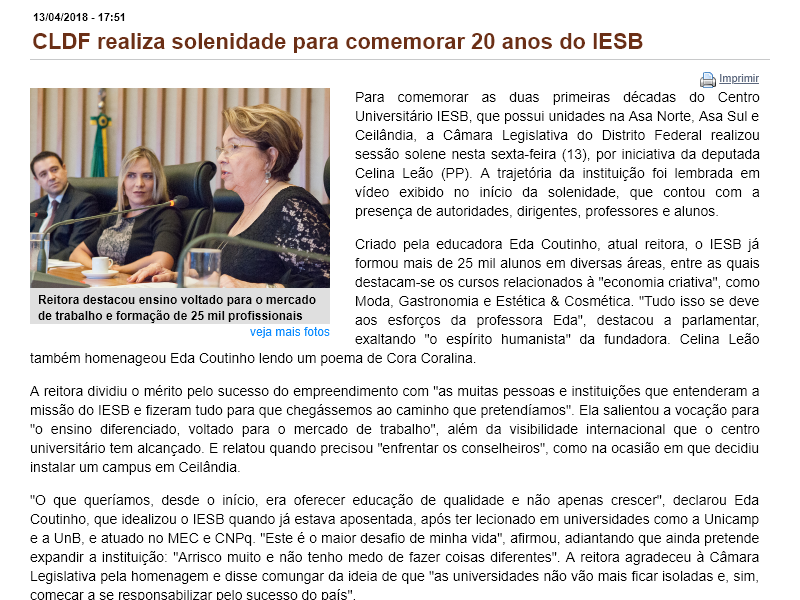 13/04/2018 - 17:51
CLDF realiza solenidade para comemorar 20 anos do IESB
Imprimir
Para comemorar as duas primeiras décadas do Centro
Universitário IESB, que possui unidades na Asa Norte, Asa Sul e
Ceilândia, a Câmara Legislativa do Distrito Federal realizou
sessão solene nesta sexta-feira (13), por iniciativa da deputada
Celina Leão (PP). A trajetória da instituição foi lembrada em
vídeo exibido no início da solenidade, que contou com a
presença de autoridades, dirigentes, professores e alunos.
Reitora destacou ensino voltado para o mercado
de trabalho e formação de 25 mil profissionais
veja mais fotos
Criado pela educadora Eda Coutinho, atual reitora, o IESB já
formou mais de 25 mil alunos em diversas áreas, entre as quais
destacam-se os cursos relacionados à "economia criativa", como
Moda, Gastronomia e Estética & Cosmética. "Tudo isso se deve
aos esforços da professora Eda", destacou a parlamentar,
exaltando "o espírito humanista" da fundadora. Celina Leão
também homenageou Eda Coutinho lendo um poema de Cora Coralina.
A reitora dividiu o mérito pelo sucesso do empreendimento com "as muitas pessoas e instituições que entenderam a
missão do IESB e fizeram tudo para que chegássemos ao caminho que pretendíamos". Ela salientou a vocação para
"o ensino diferenciado, voltado para o mercado de trabalho", além da visibilidade internacional que o centro
universitário tem alcançado. E relatou quando precisou "enfrentar os conselheiros", como na ocasião em que decidiu
instalar um campus em Ceilândia.
"O que queríamos, desde o início, era oferecer educação de qualidade e não apenas crescer", declarou Eda
Coutinho, que idealizou o IESB quando já estava aposentada, após ter lecionado em universidades como a Unicamp
e a UnB, e atuado no MEC e CNPq. "Este é o maior desafio de minha vida", afirmou, adiantando que ainda pretende
expandir a instituição: "Arrisco muito e não tenho medo de fazer coisas diferentes". A reitora agradeceu à Câmara
Legislativa pela homenagem e disse comungar da ideia de que "as universidades não vão mais ficar isoladas e, sim,
começar a se responsabilizar pelo sucesso do país".